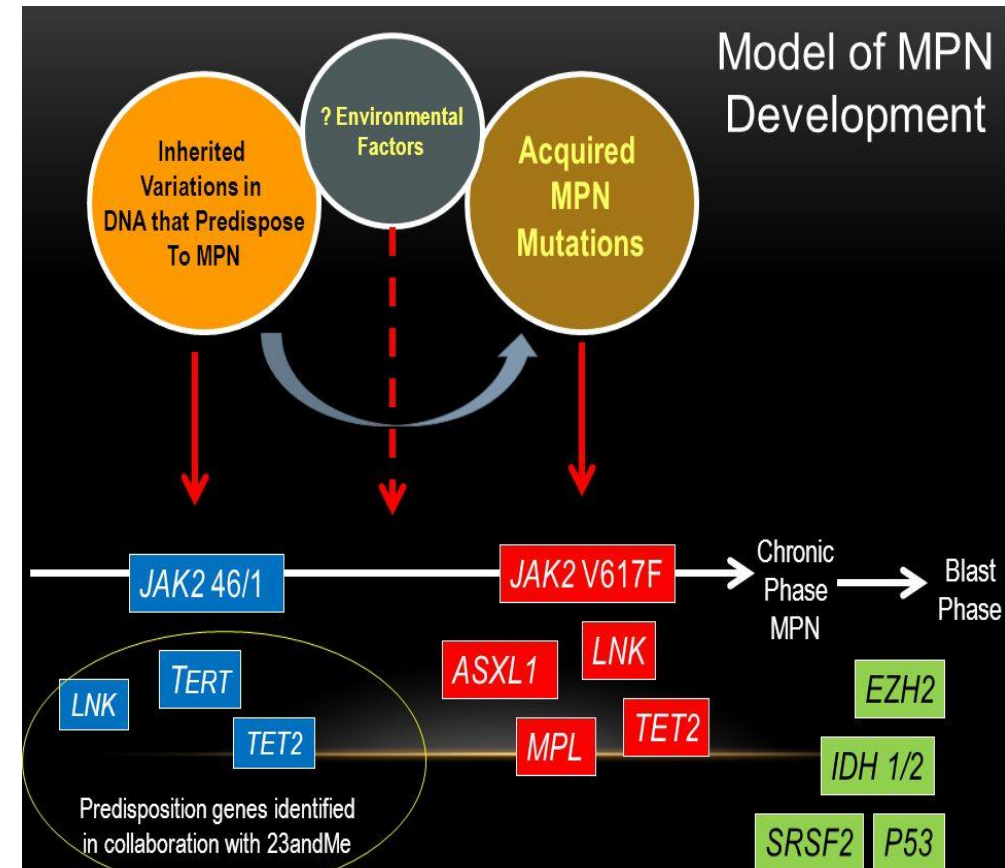 Model of MPN
Development
? Environmental
Factors
Inherited
Variations in
DNA that Predispose
To MPN
Acquired
MPN
Mutations
JAK2 46/1
JAK2 V617F
Chronic
Phase
MPN
Blast
Phase
LNK
TERT
TET2
ASXL1
LNK
MPL
TET2
EZH2
IDH 1/2
SRSF2
P53
Predisposition genes identified
in collaboration with 23andMe